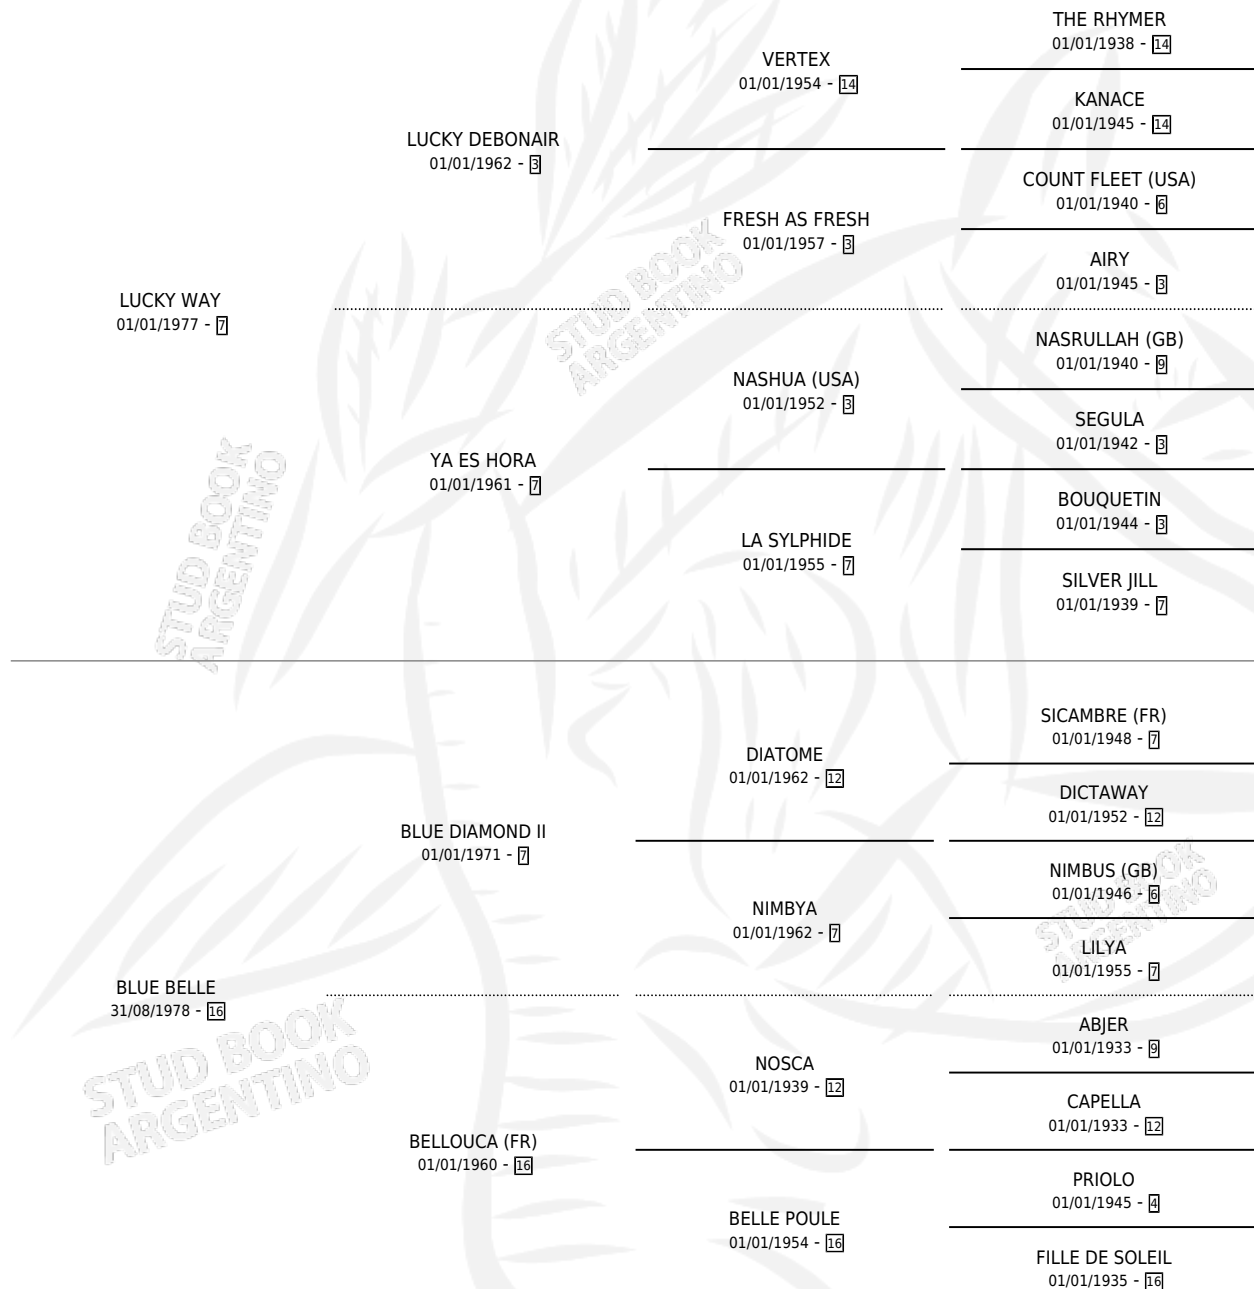 THE RHYMER
01/01/1938 - 14
VERTEX
01/01/1954 - 14
KANACE
01/01/1945 - 14
LUCKY DEBONAIR
01/01/1962 - 3
COUNT FLEET (USA)
01/01/1940 - 6
FRESH AS FRESH
01/01/1957 - 3
AIRY
01/01/1945 - 3
LUCKY WAY
01/01/1977 - 7
NASRULLAH (GB)
01/01/1940 - 9
NASHUA (USA)
01/01/1952 - 3
SEGULA
01/01/1942 - 3
YA ES HORA
01/01/1961 - 7
BOUQUETIN
01/01/1944 - 3
LA SYLPHIDE
01/01/1955 - 7
SILVER JILL
01/01/1939 - 7
SICAMBRE (FR)
01/01/1948 - 7
DIATOME
01/01/1962 - 12
DICTAWAY
01/01/1952 - 12
BLUE DIAMOND II
01/01/1971 - 7
NIMBUS (GB)
01/01/1946 - 6
NIMBYA
01/01/1962 - 7
LILYA
01/01/1955 - 7
BLUE BELLE
31/08/1978 - 16
ABJER
01/01/1933 - 9
NOSCA
01/01/1939 - 12
CAPELLA
01/01/1933 - 12
BELLOUCA (FR)
01/01/1960 - 16
PRIOLO
01/01/1945 - 4
BELLE POULE
01/01/1954 - 16
FILLE DE SOLEIL
01/01/1935 - 16
STUD BOOK
ARGENTINO
STUD BOOK
ARGENTINO
STUD BOOK
ARGENTINO
STUD BOOK
ARGENTINO